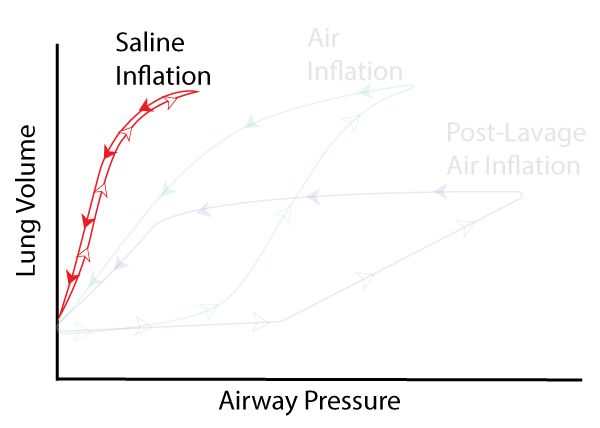 Saline
Inflation
Air
Inflation
Post-Lavage
Air Inflation
Lung Volume
Airway Pressure